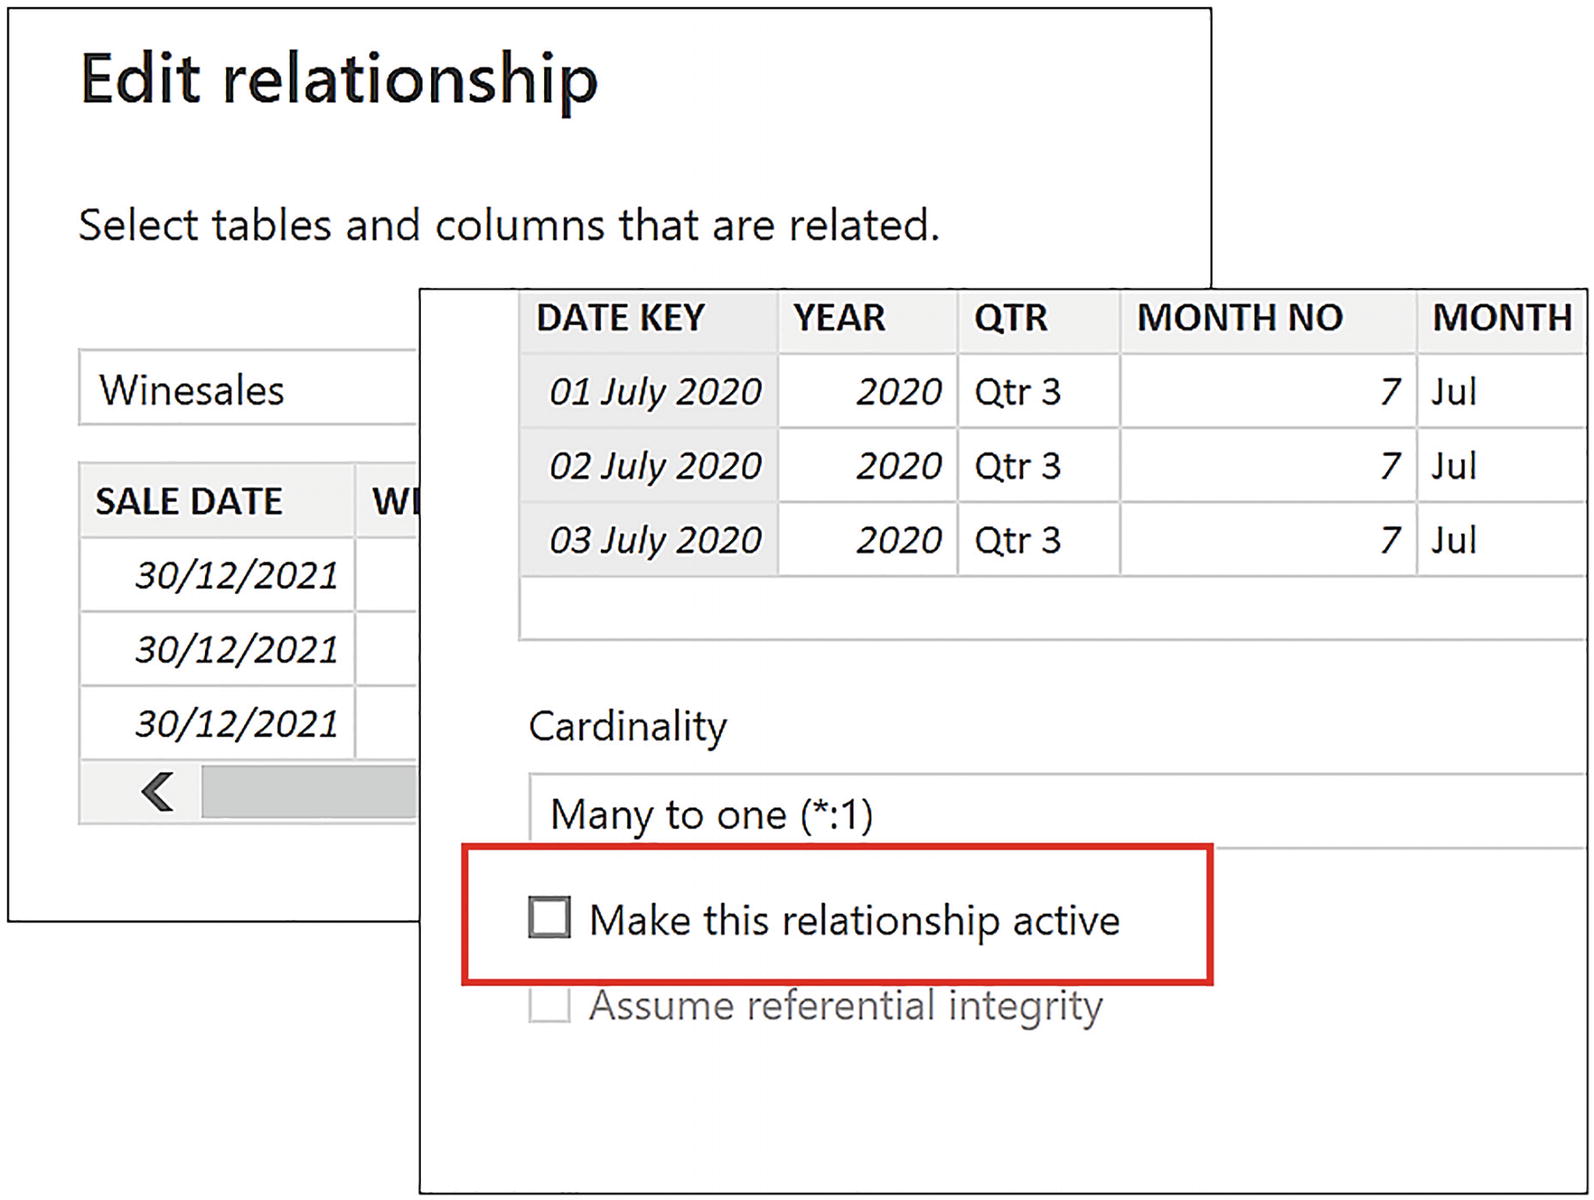 Edit relationship
Select tables and columns that are related.
Winesales
SALE DATE
30/12/2021
30/12/2021
30/12/2021
DATE KEY YEAR QTR MONTH NO MONTH
01 July 2020 2020 Qtr 3 7 Jul
02 July 2020 2020 Qtr 3 7 Jul
03 July 2020 2020 Qtr 3 7 Jul
Cardinality
Many to one (*:1)
Make this relationship active
Assume referential integrity